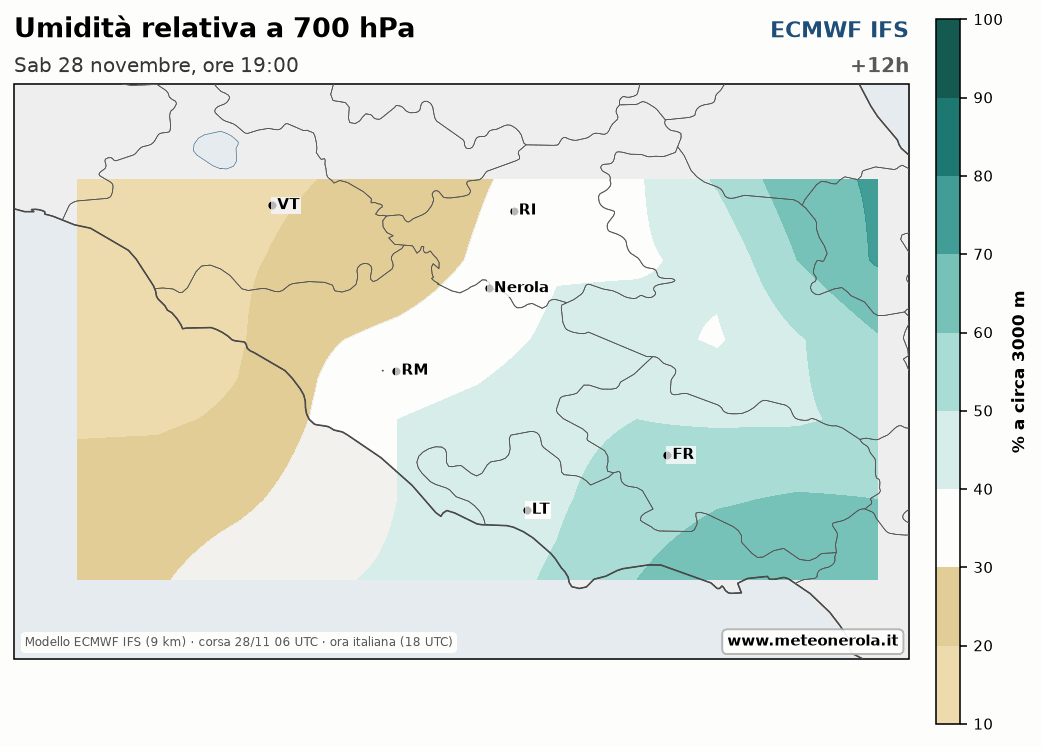 Umidità relativa a 700 hPa
ECMWF IFS
Sab 28 novembre, ore 19:00
+12h
VT
RI
Nerola
RM
FR
LT
Modello ECMWF IFS (9 km) · corsa 28/11 06 UTC · ora italiana (18 UTC)
www.meteonerola.it
100
90
80
70
60
50
40
30
20
10
% a circa 3000 m